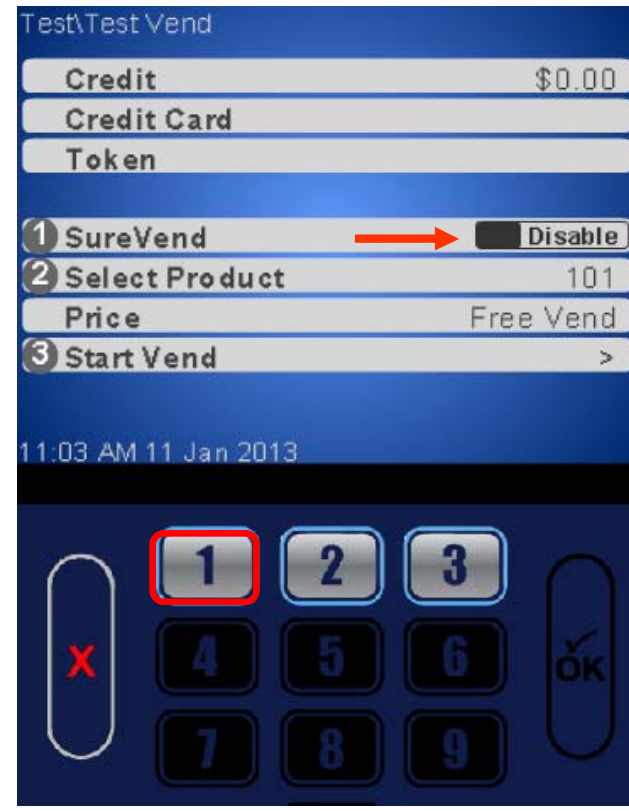 Test\Test Vend
Credit $0.00
Credit Card
Token
1 SureVend Disable
2 Select Product 101
Price Free Vend
3 Start Vend >
11:03 AM 11 Jan 2013
1 2 3
X 4 5 6 OK
7 8 9